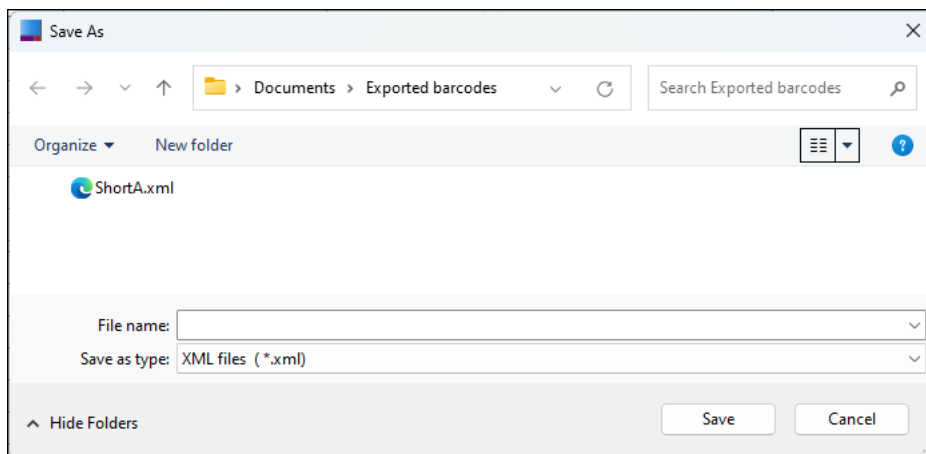 Save As
Documents > Exported barcodes
Search Exported barcodes
Organize
New folder
?
ShortA.xml
File name:
Save as type: XML files ( *.xml)
Hide Folders
Save
Cancel